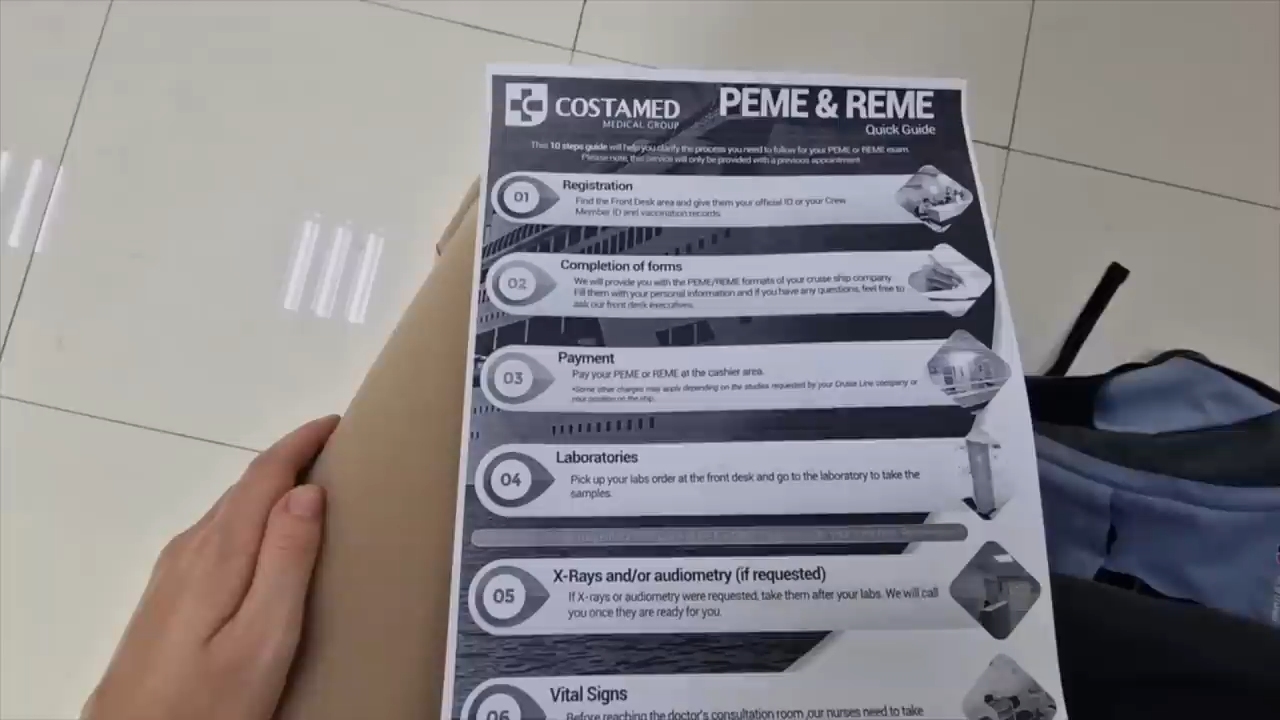 COSTAMED
MEDICAL GROUP
PEME & REME
Quick Guide
This 10 steps guide will help you clarify the process you need to follow for your PEME or REME exam.
Please note, this service will only be provided with a previous appointment
01
Registration
Find the Front Desk area and give them your official ID or your Crew
Member ID and vaccination records.
02
Completion of forms
We will provide you with the PEME/REME formats of your cruise ship company
Fill them with your personal information and if you have any questions, feel free to
ask our front desk executives.
03
Payment
Pay your PEME or REME at the cashier area.
*Some other charges may apply depending on the studies requested by your Cruise Line company or
your position on the ship.
04
Laboratories
Pick up your labs order at the front desk and go to the laboratory to take the
samples.
05
X-Rays and/or audiometry (if requested)
If X-rays or audiometry were requested, take them after your labs. We will call
you once they are ready for you.
06
Vital Signs
Before reaching the doctor's consultation room ,our nurses need to take